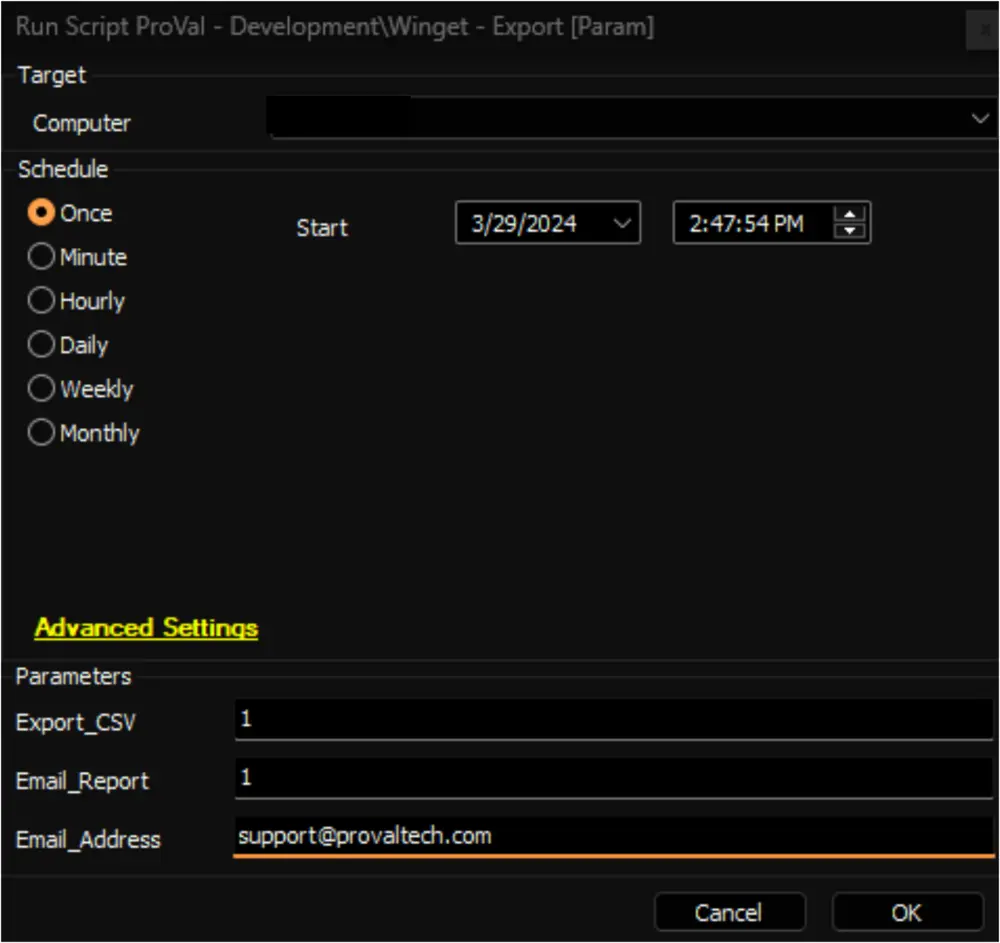 Run Script ProVal - Development\Winget - Export [Param]
Target
Computer
Schedule
Once
Start 3/29/2024 2:47:54 PM
Minute
Hourly
Daily
Weekly
Monthly
Advanced Settings
Parameters
Export_CSV 1
Email_Report 1
Email_Address support@provaltech.com
Cancel OK